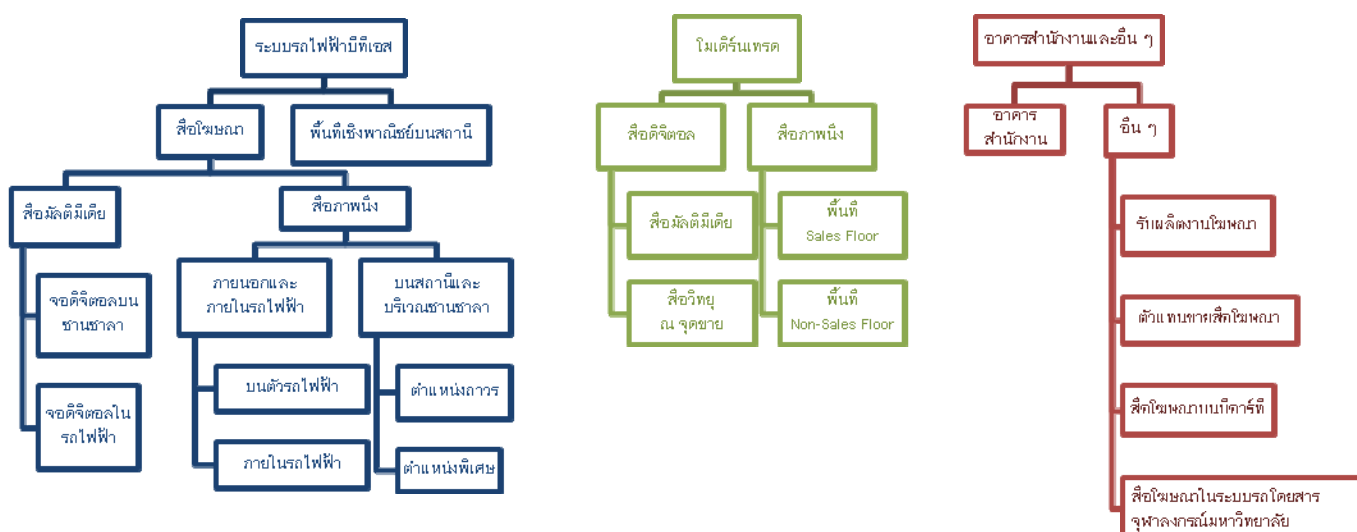 ระบบรถไฟฟ้าบีทีเอส
สื่อโฆษณา
พื้นที่เชิงพาณิชย์บนสถานี
สื่อมัลติมีเดีย
สื่อภาพนิ่ง
จอดิจิตอลบน
ชานชาลา
จอดิจิตอลใน
รถไฟฟ้า
ภายนอกและ
ภายในรถไฟฟ้า
บนตัวรถไฟฟ้า
ภายในรถไฟฟ้า
บนสถานีและ
บริเวณชานชาลา
ตำแหน่งถาวร
ตำแหน่งพิเศษ
โมเดิร์นเทรด
สื่อดิจิตอล
สื่อภาพนิ่ง
สื่อมัลติมีเดีย
สื่อวิทยุ
ณ จุดขาย
พื้นที่
Sales Floor
พื้นที่
Non-Sales Floor
อาคารสำนักงานและอื่น ๆ
อาคาร
สำนักงาน
อื่น ๆ
รับผลิตงานโฆษณา
ตัวแทนขายสื่อโฆษณา
สื่อโฆษณาบนบีอาร์ที
สื่อโฆษณาในระบบรถโดยสาร
จุฬาลงกรณ์มหาวิทยาลัย